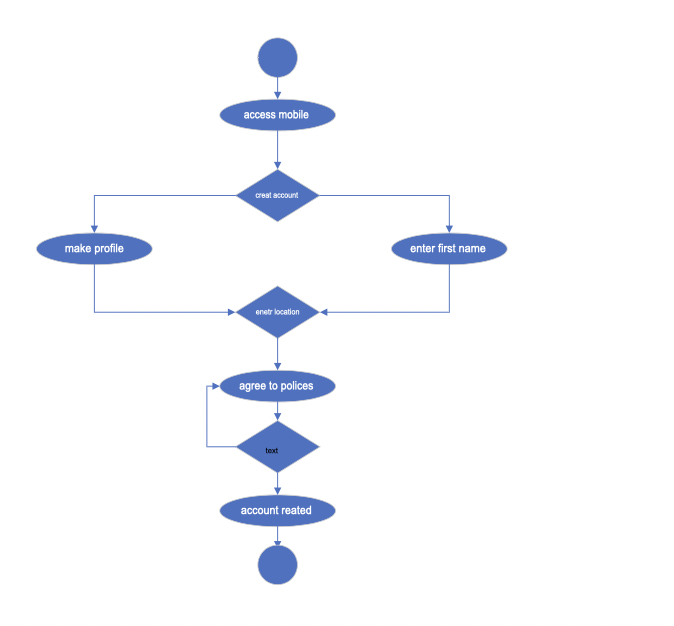 access mobile
creat account
make profile
enter first name
enetr location
agree to polices
text
account reated